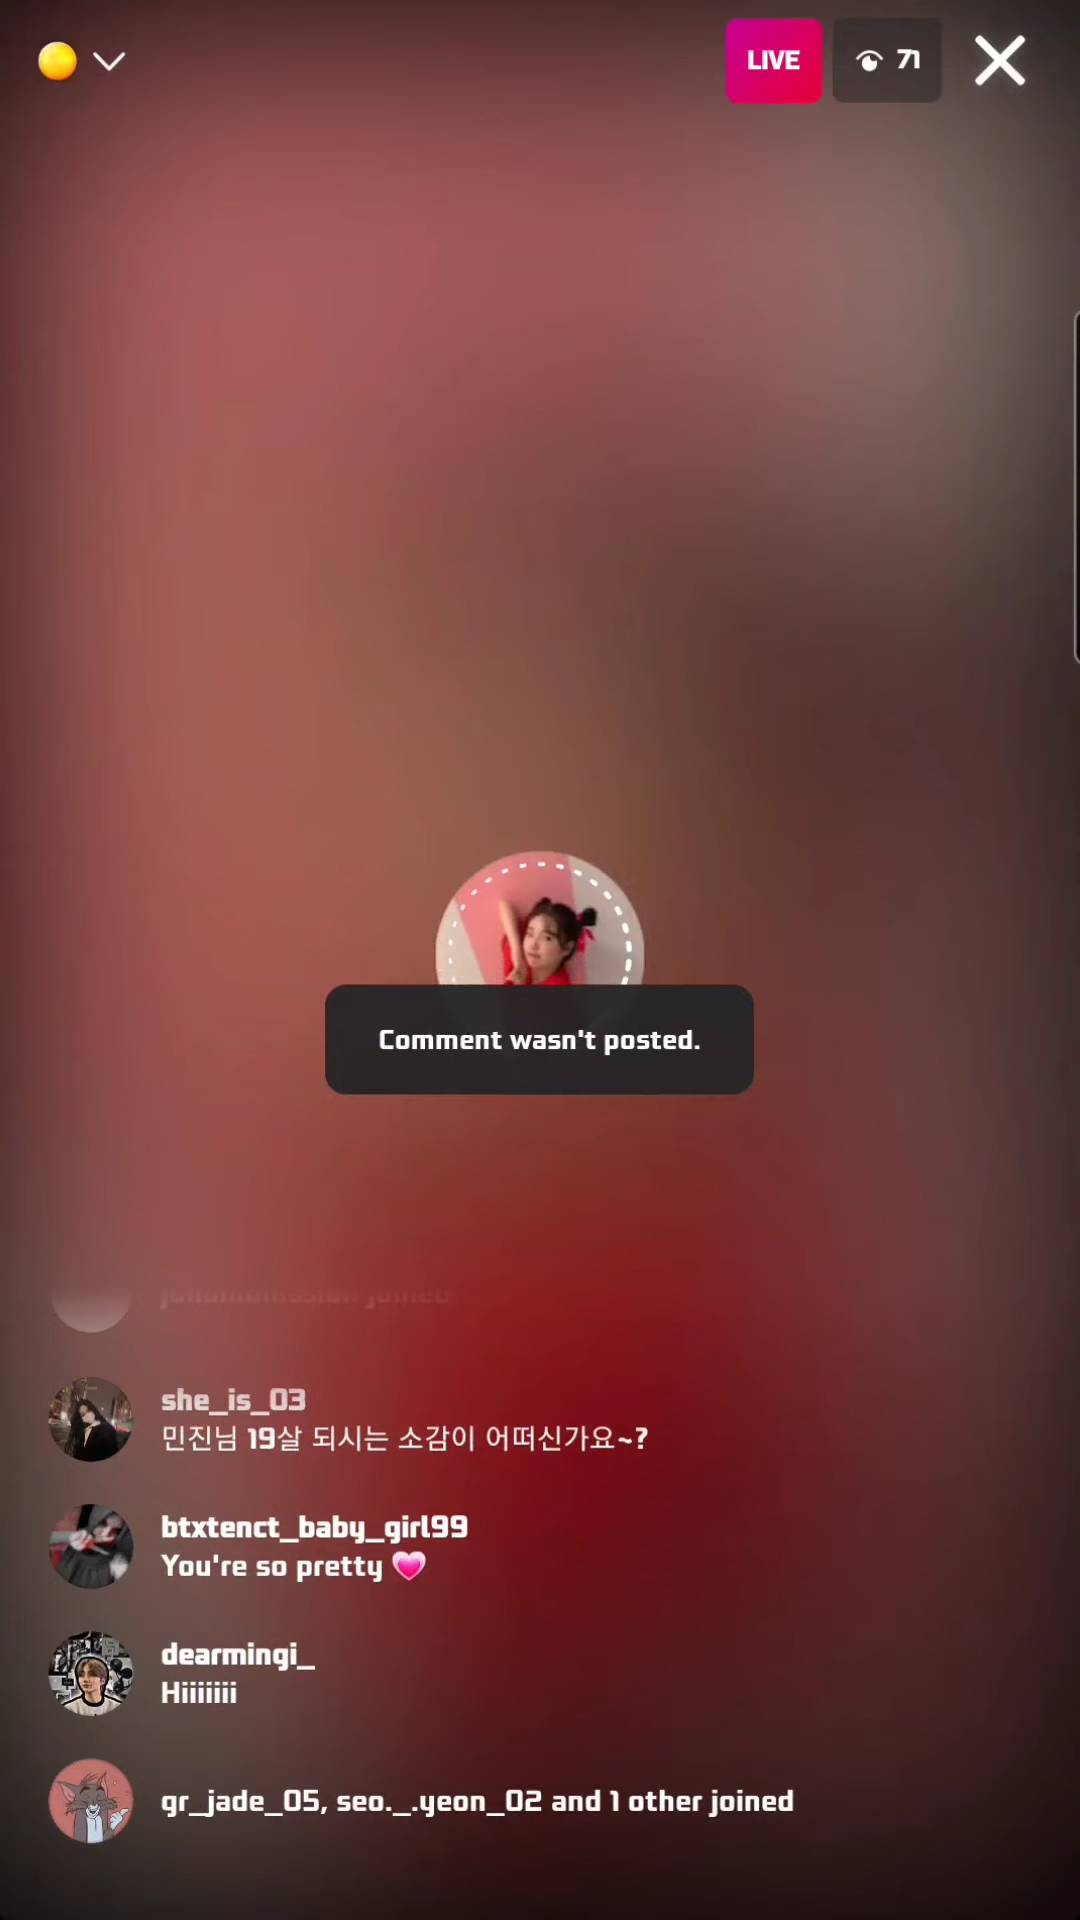 LIVE
71
Comment wasn't posted.
joined
she_is_03
민진님 19살 되시는 소감이 어떠신가요~?
btxtenct_baby_girl99
You're so pretty 💗
dearmingi_
Hiiiiiii
gr_jade_05, seo._.yeon_02 and 1 other joined